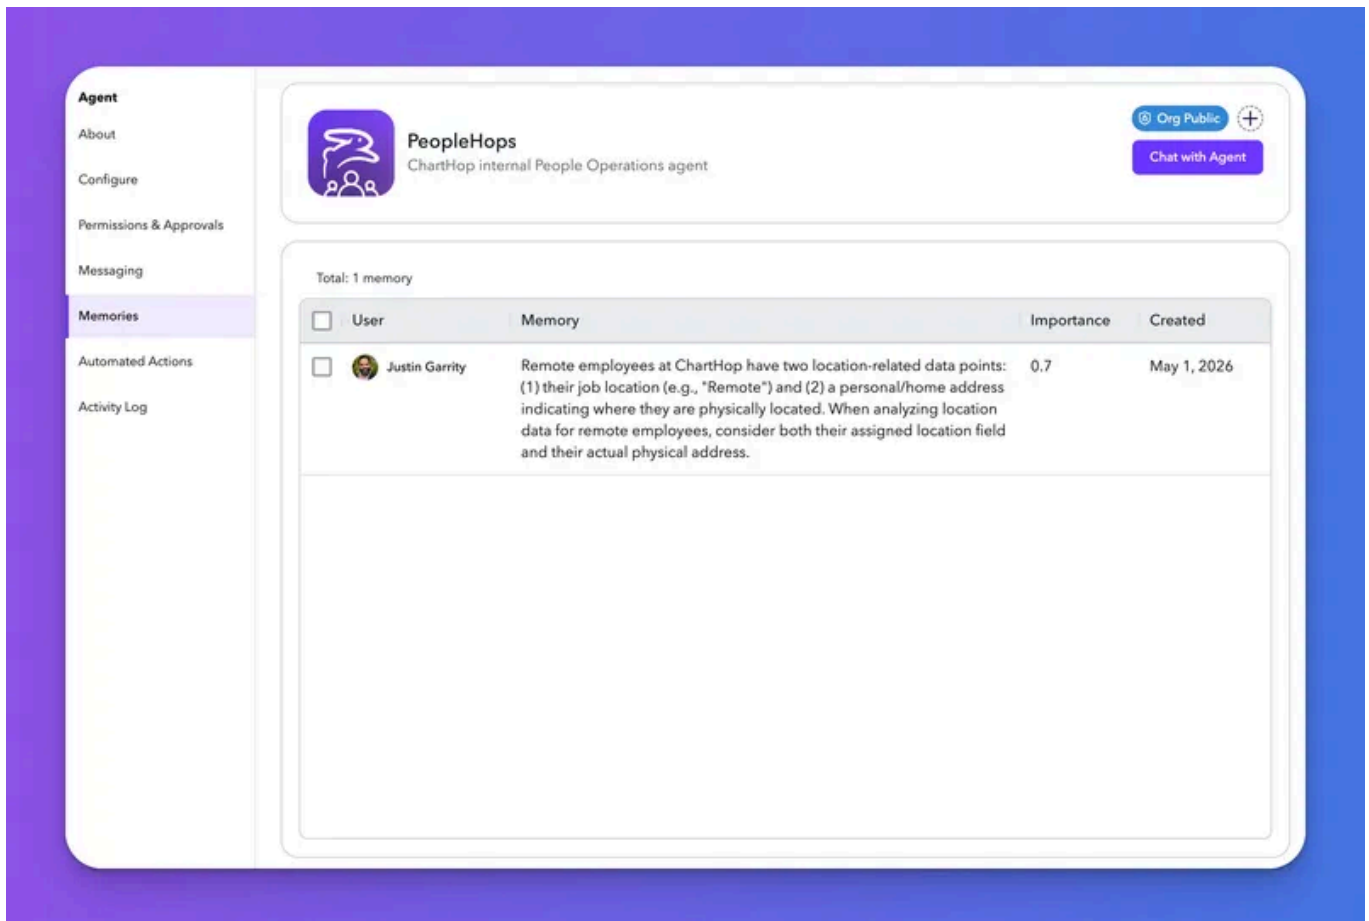 Agent
About
Configure
Permissions & Approvals
Messaging
Memories
Automated Actions
Activity Log
PeopleHops
ChartHop internal People Operations agent
Org Public
Chat with Agent
Total: 1 memory
User Memory Importance Created
Justin Garrity
Remote employees at ChartHop have two location-related data points:
(1) their job location (e.g., "Remote") and (2) a personal/home address
indicating where they are physically located. When analyzing location
data for remote employees, consider both their assigned location field
and their actual physical address.
0.7
May 1, 2026